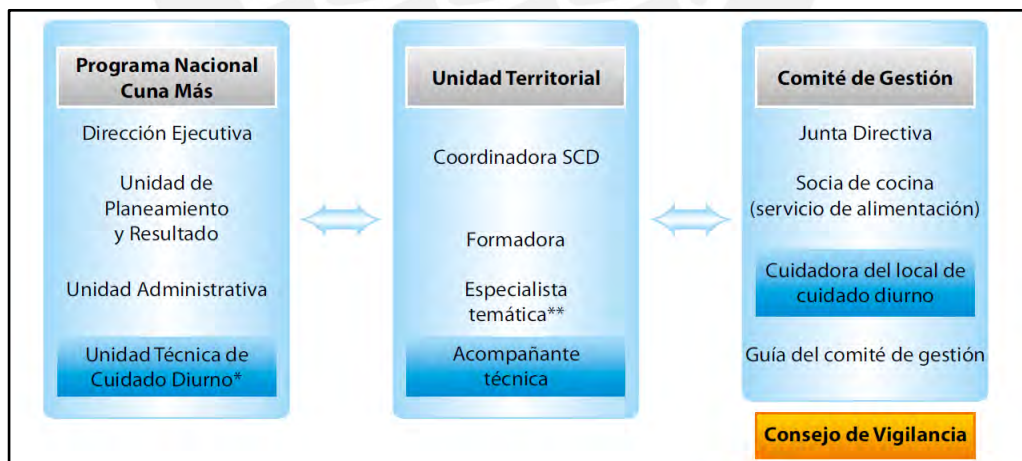 Programa Nacional
Cuna Más
Dirección Ejecutiva
Unidad de
Planeamiento
y Resultado
Unidad Administrativa
Unidad Técnica de
Cuidado Diurno*
Unidad Territorial
Coordinadora SCD
Formadora
Especialista
temática**
Acompañante
técnica
Comité de Gestión
Junta Directiva
Socia de cocina
(servicio de alimentación)
Cuidadora del local de
cuidado diurno
Guía del comité de gestión
Consejo de Vigilancia